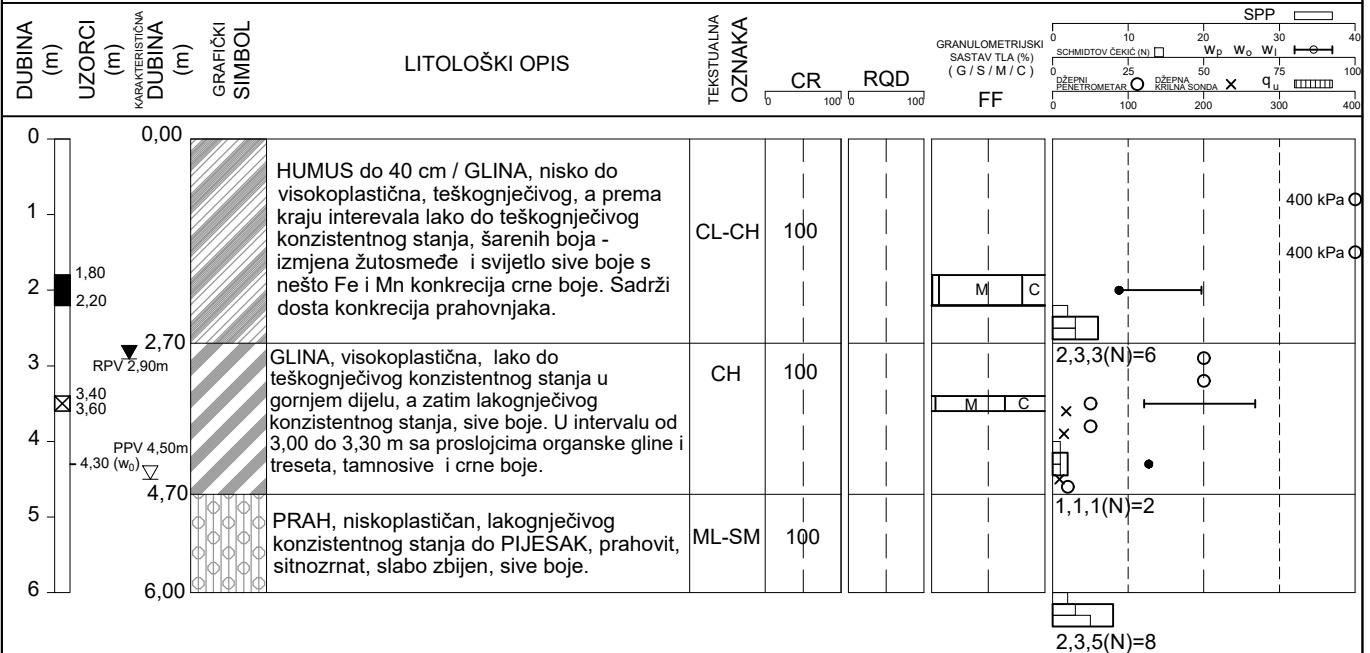 DUBINA
(m)
UZORCI
(m)
KARAKTERISTIČNA
DUBINA
(m)
GRAFIČKI
SIMBOL
LITOLOŠKI OPIS
TEKSTUALNA
OZNAKA
CR
0 100
RQD
0 100
GRANULOMETRIJSKI
SASTAV TLA (%)
( G / S / M / C )
FF
SPP
0 10 20 30 40
SCHMIDTOV ČEKIĆ (N) wp wo wl
0 25 50 75 100
DŽEPNI
PENETROMETAR
DŽEPNA
KRILNA SONDA
qu
0 100 200 300 400
0
1
2
3
4
5
6
1,80
2,20
RPV 2,90m
3,40
3,60
PPV 4,50m
4,30 (w0)
0,00
2,70
4,70
6,00
HUMUS do 40 cm / GLINA, nisko do
visokoplastična, teškognječivog, a prema
kraju interevala lako do teškognječivog
konzistentnog stanja, šarenih boja -
izmjena žutosmeđe i svijetlo sive boje s
nešto Fe i Mn konkrecija crne boje. Sadrži
dosta konkrecija prahovnjaka.
CL-CH
100
M C
400 kPa
400 kPa
2,3,3(N)=6
GLINA, visokoplastična, lako do
teškognječivog konzistentnog stanja u
gornjem dijelu, a zatim lakognječivog
konzistentnog stanja, sive boje. U intervalu od
3,00 do 3,30 m sa proslojcima organske gline i
treseta, tamnosive i crne boje.
CH
100
M C
1,1,1(N)=2
PRAH, niskoplastičan, lakognječivog
konzistentnog stanja do PIJESAK, prahovit,
sitnozrnat, slabo zbijen, sive boje.
ML-SM
100
2,3,5(N)=8